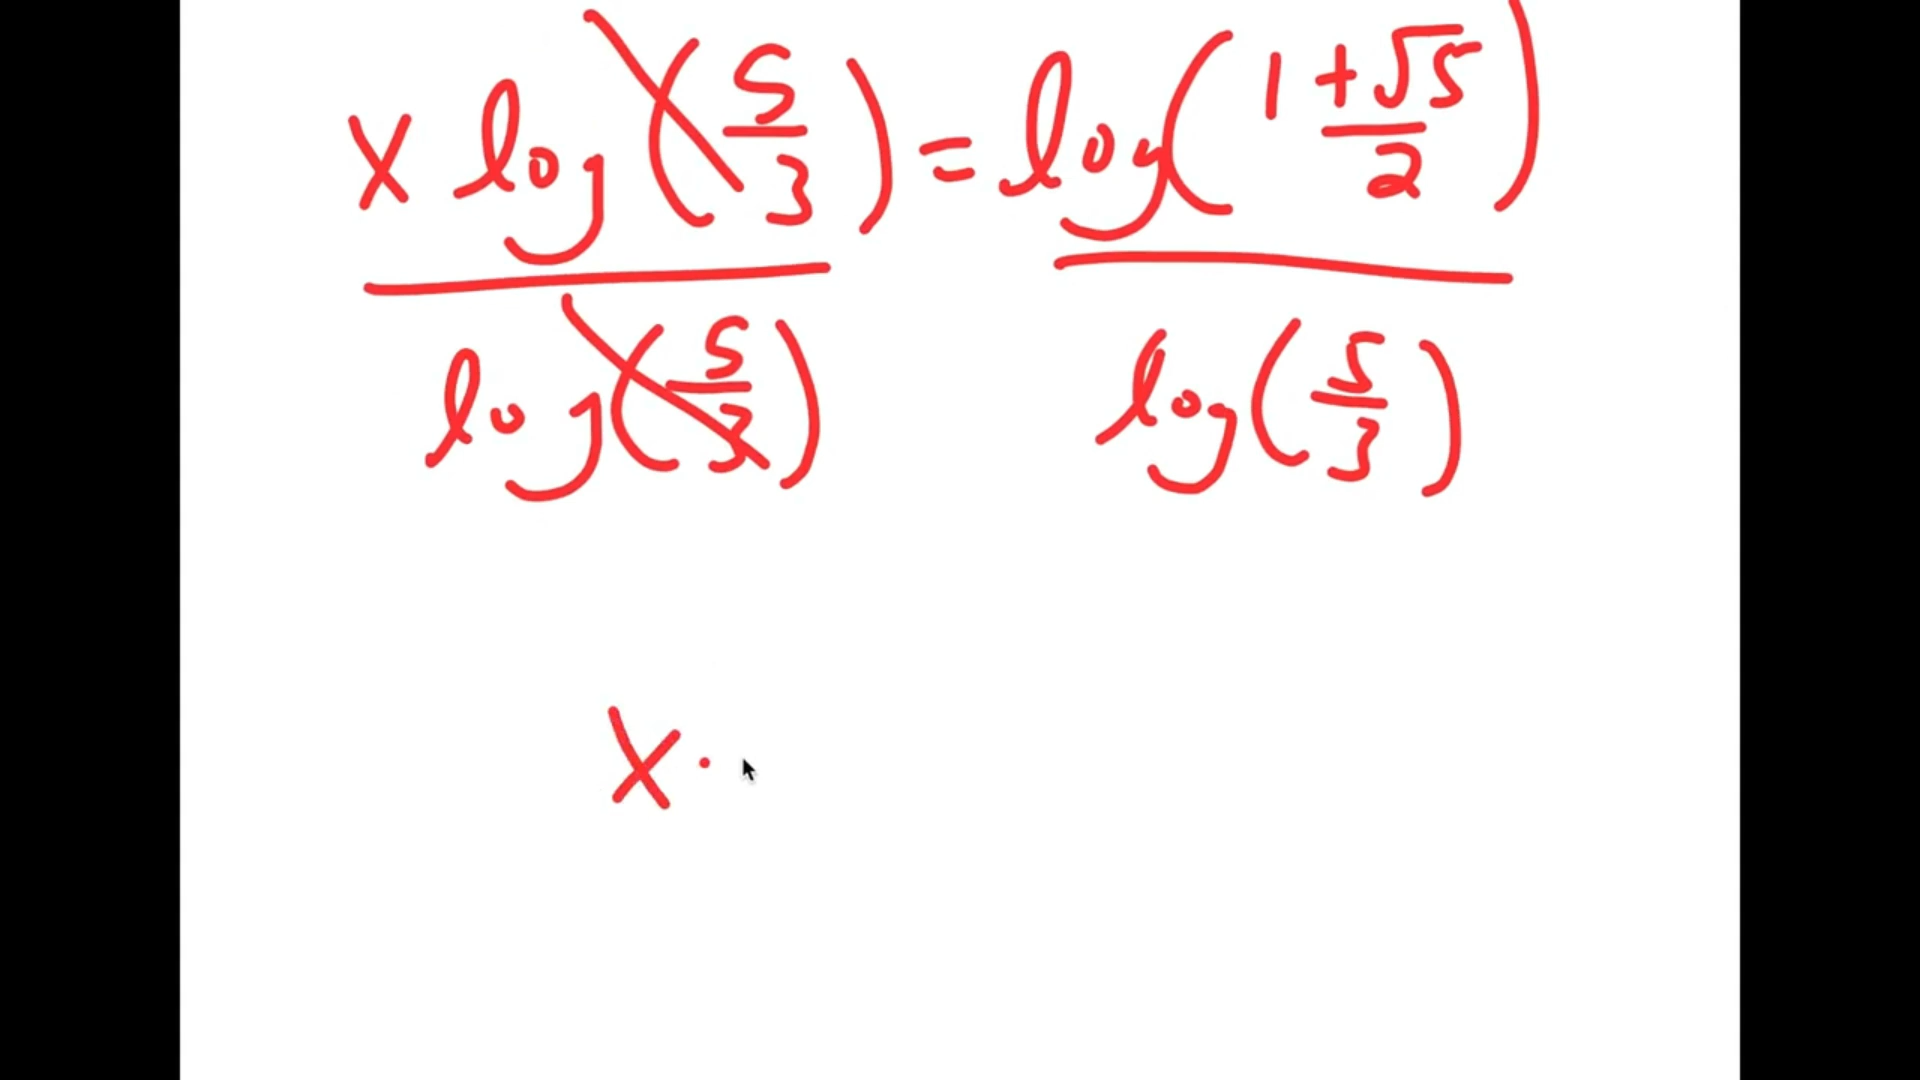 x log(5/3) = log((1+√5)/2)
log(5/3) log(5/3)
x